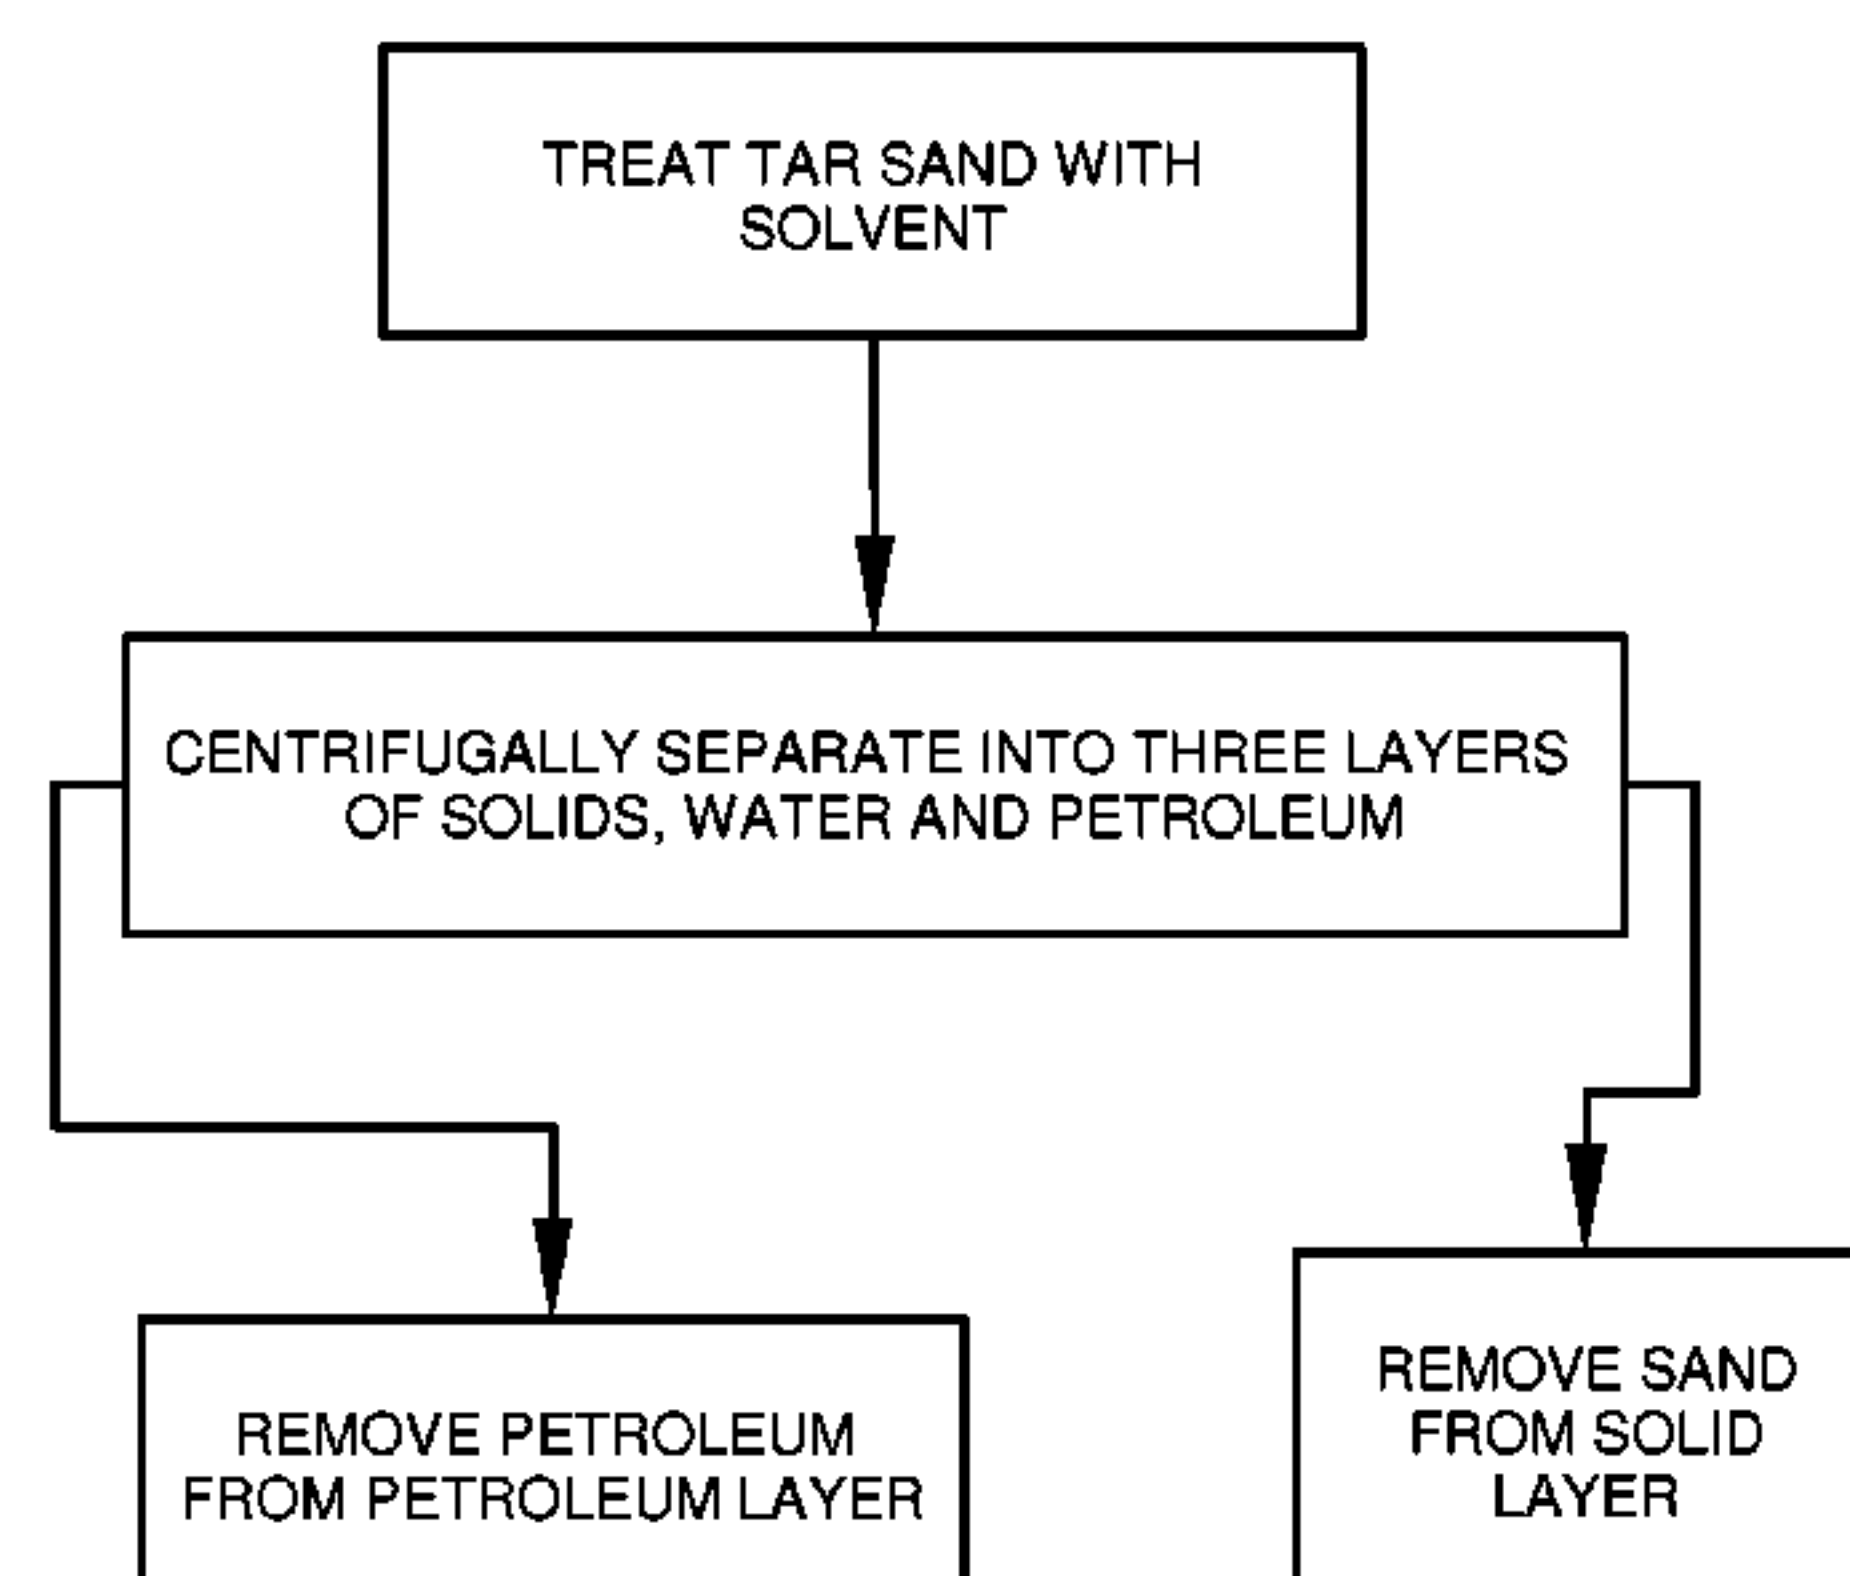 TREAT TAR SAND WITH
SOLVENT
CENTRIFUGALLY SEPARATE INTO THREE LAYERS
OF SOLIDS, WATER AND PETROLEUM
REMOVE PETROLEUM
FROM PETROLEUM LAYER
REMOVE SAND
FROM SOLID
LAYER